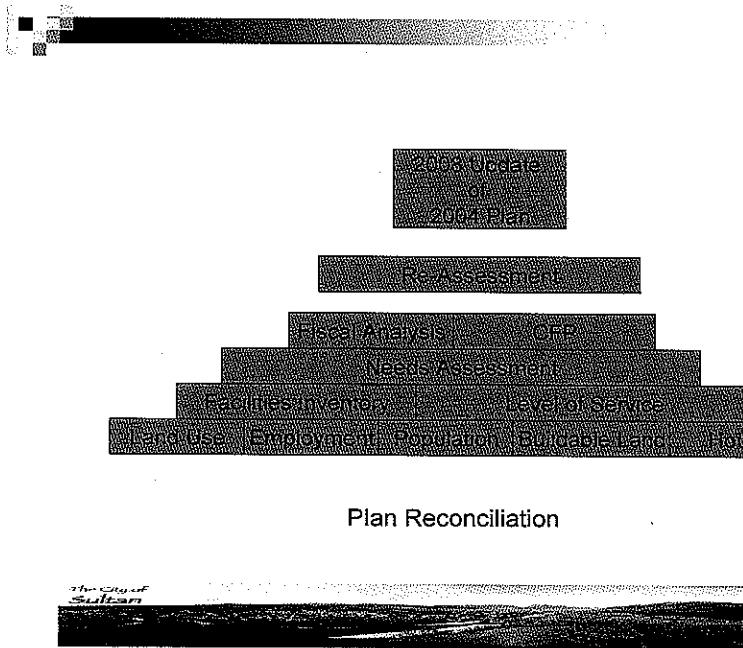 2008 Update
of
2004 Plan
Re-Assessment
Fiscal Analysis CFP
Needs Assessment
Facilities Inventory Level of Service
Land Use Employment Population Buildable Land Hou
Plan Reconciliation
The City of
Sultan